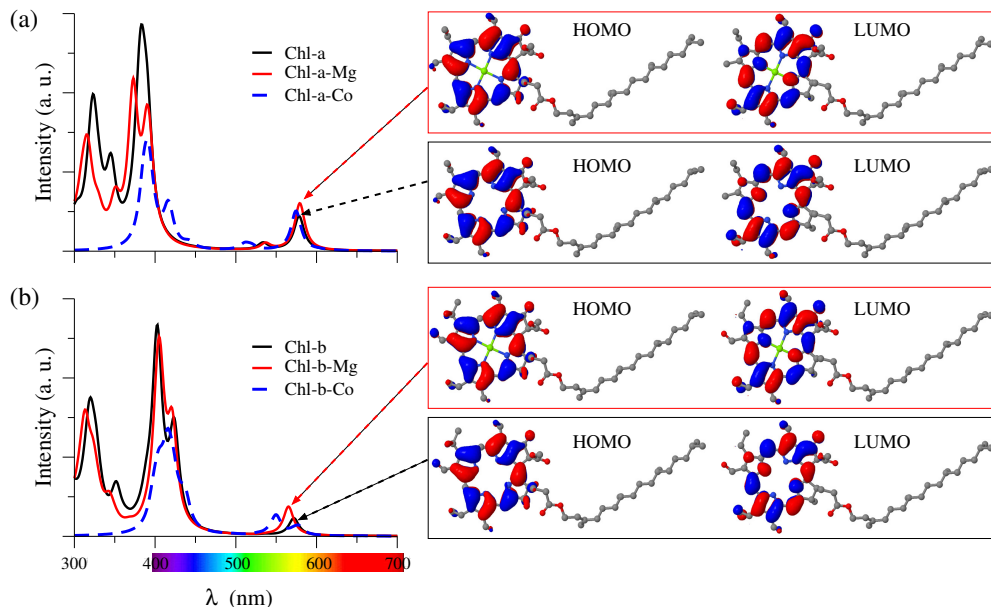 (a)
Intensity (a. u.)
Chl-a
Chl-a-Mg
Chl-a-Co
HOMO LUMO
HOMO LUMO
(b)
Intensity (a. u.)
Chl-b
Chl-b-Mg
Chl-b-Co
HOMO LUMO
HOMO LUMO
300 400 500 600 700
λ (nm)